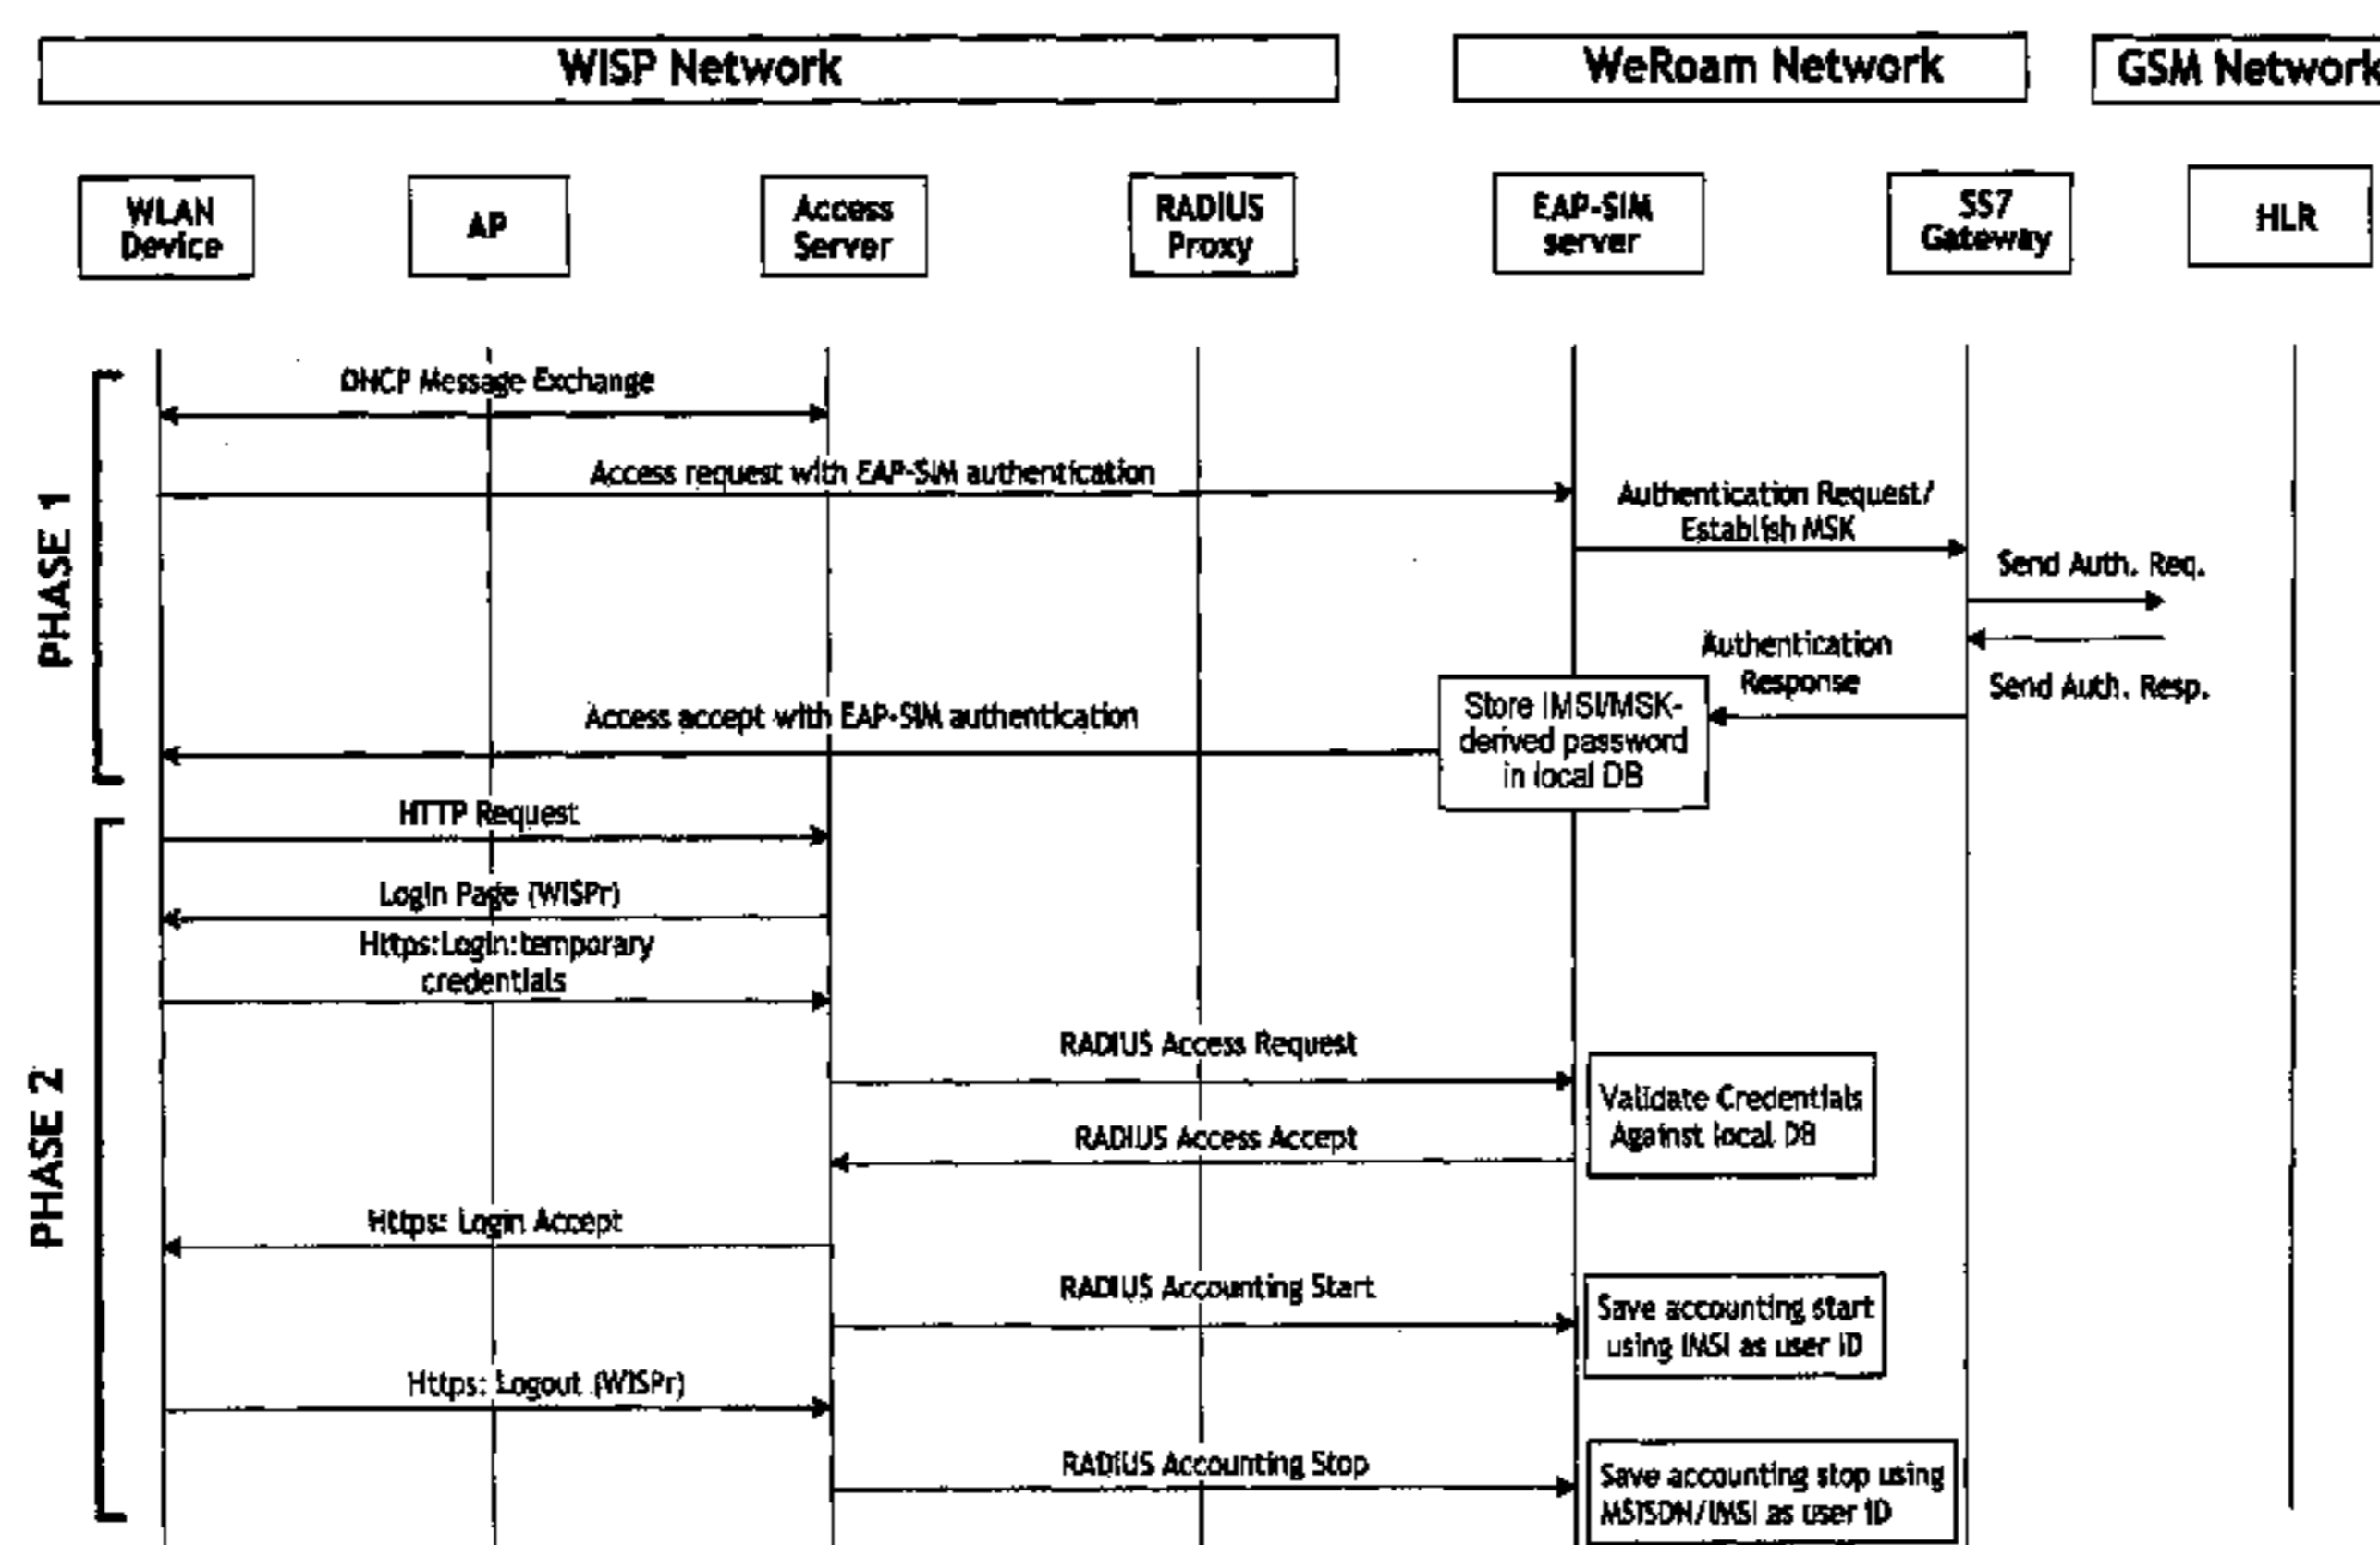 WISP Network
WeRoam Network
GSM Network
WLAN
Device
AP
Access
Server
RADIUS
Proxy
EAP-SIM
server
SS7
Gateway
HLR
PHASE 1
DHCP Message Exchange
Access request with EAP-SIM authentication
Authentication Request/
Establish MSK
Send Auth. Req.
Authentication
Response
Send Auth. Resp.
Store IMSI/MSK-
derived password
in local DB
Access accept with EAP-SIM authentication
PHASE 2
HTTP Request
Login Page (WISPr)
Https:Login:temporary
credentials
RADIUS Access Request
Validate Credentials
Against local DB
RADIUS Access Accept
Https: Login Accept
RADIUS Accounting Start
Save accounting start
using IMSI as user ID
Https: Logout (WISPr)
RADIUS Accounting Stop
Save accounting stop using
MSISDN/IMSI as user ID